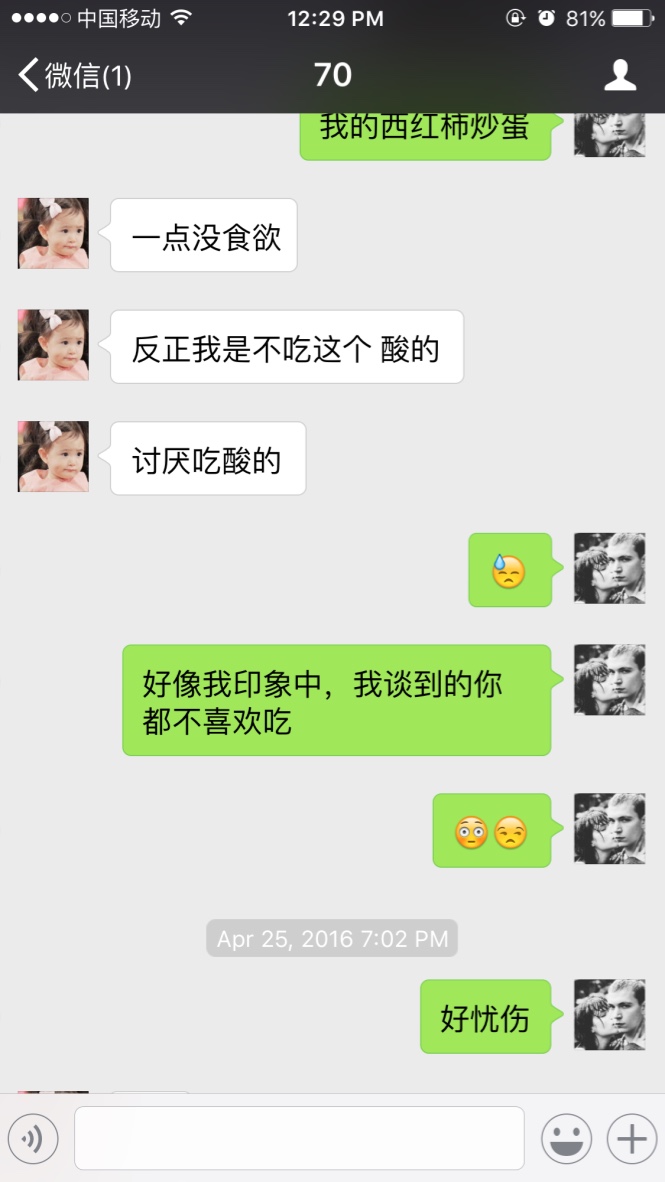 中国移动 12:29 PM 81%
微信(1) 70
我的西红柿炒蛋
一点没食欲
反正我是不吃这个 酸的
讨厌吃酸的
好像我印象中，我谈到的你
都不喜欢吃
Apr 25, 2016 7:02 PM
好忧伤